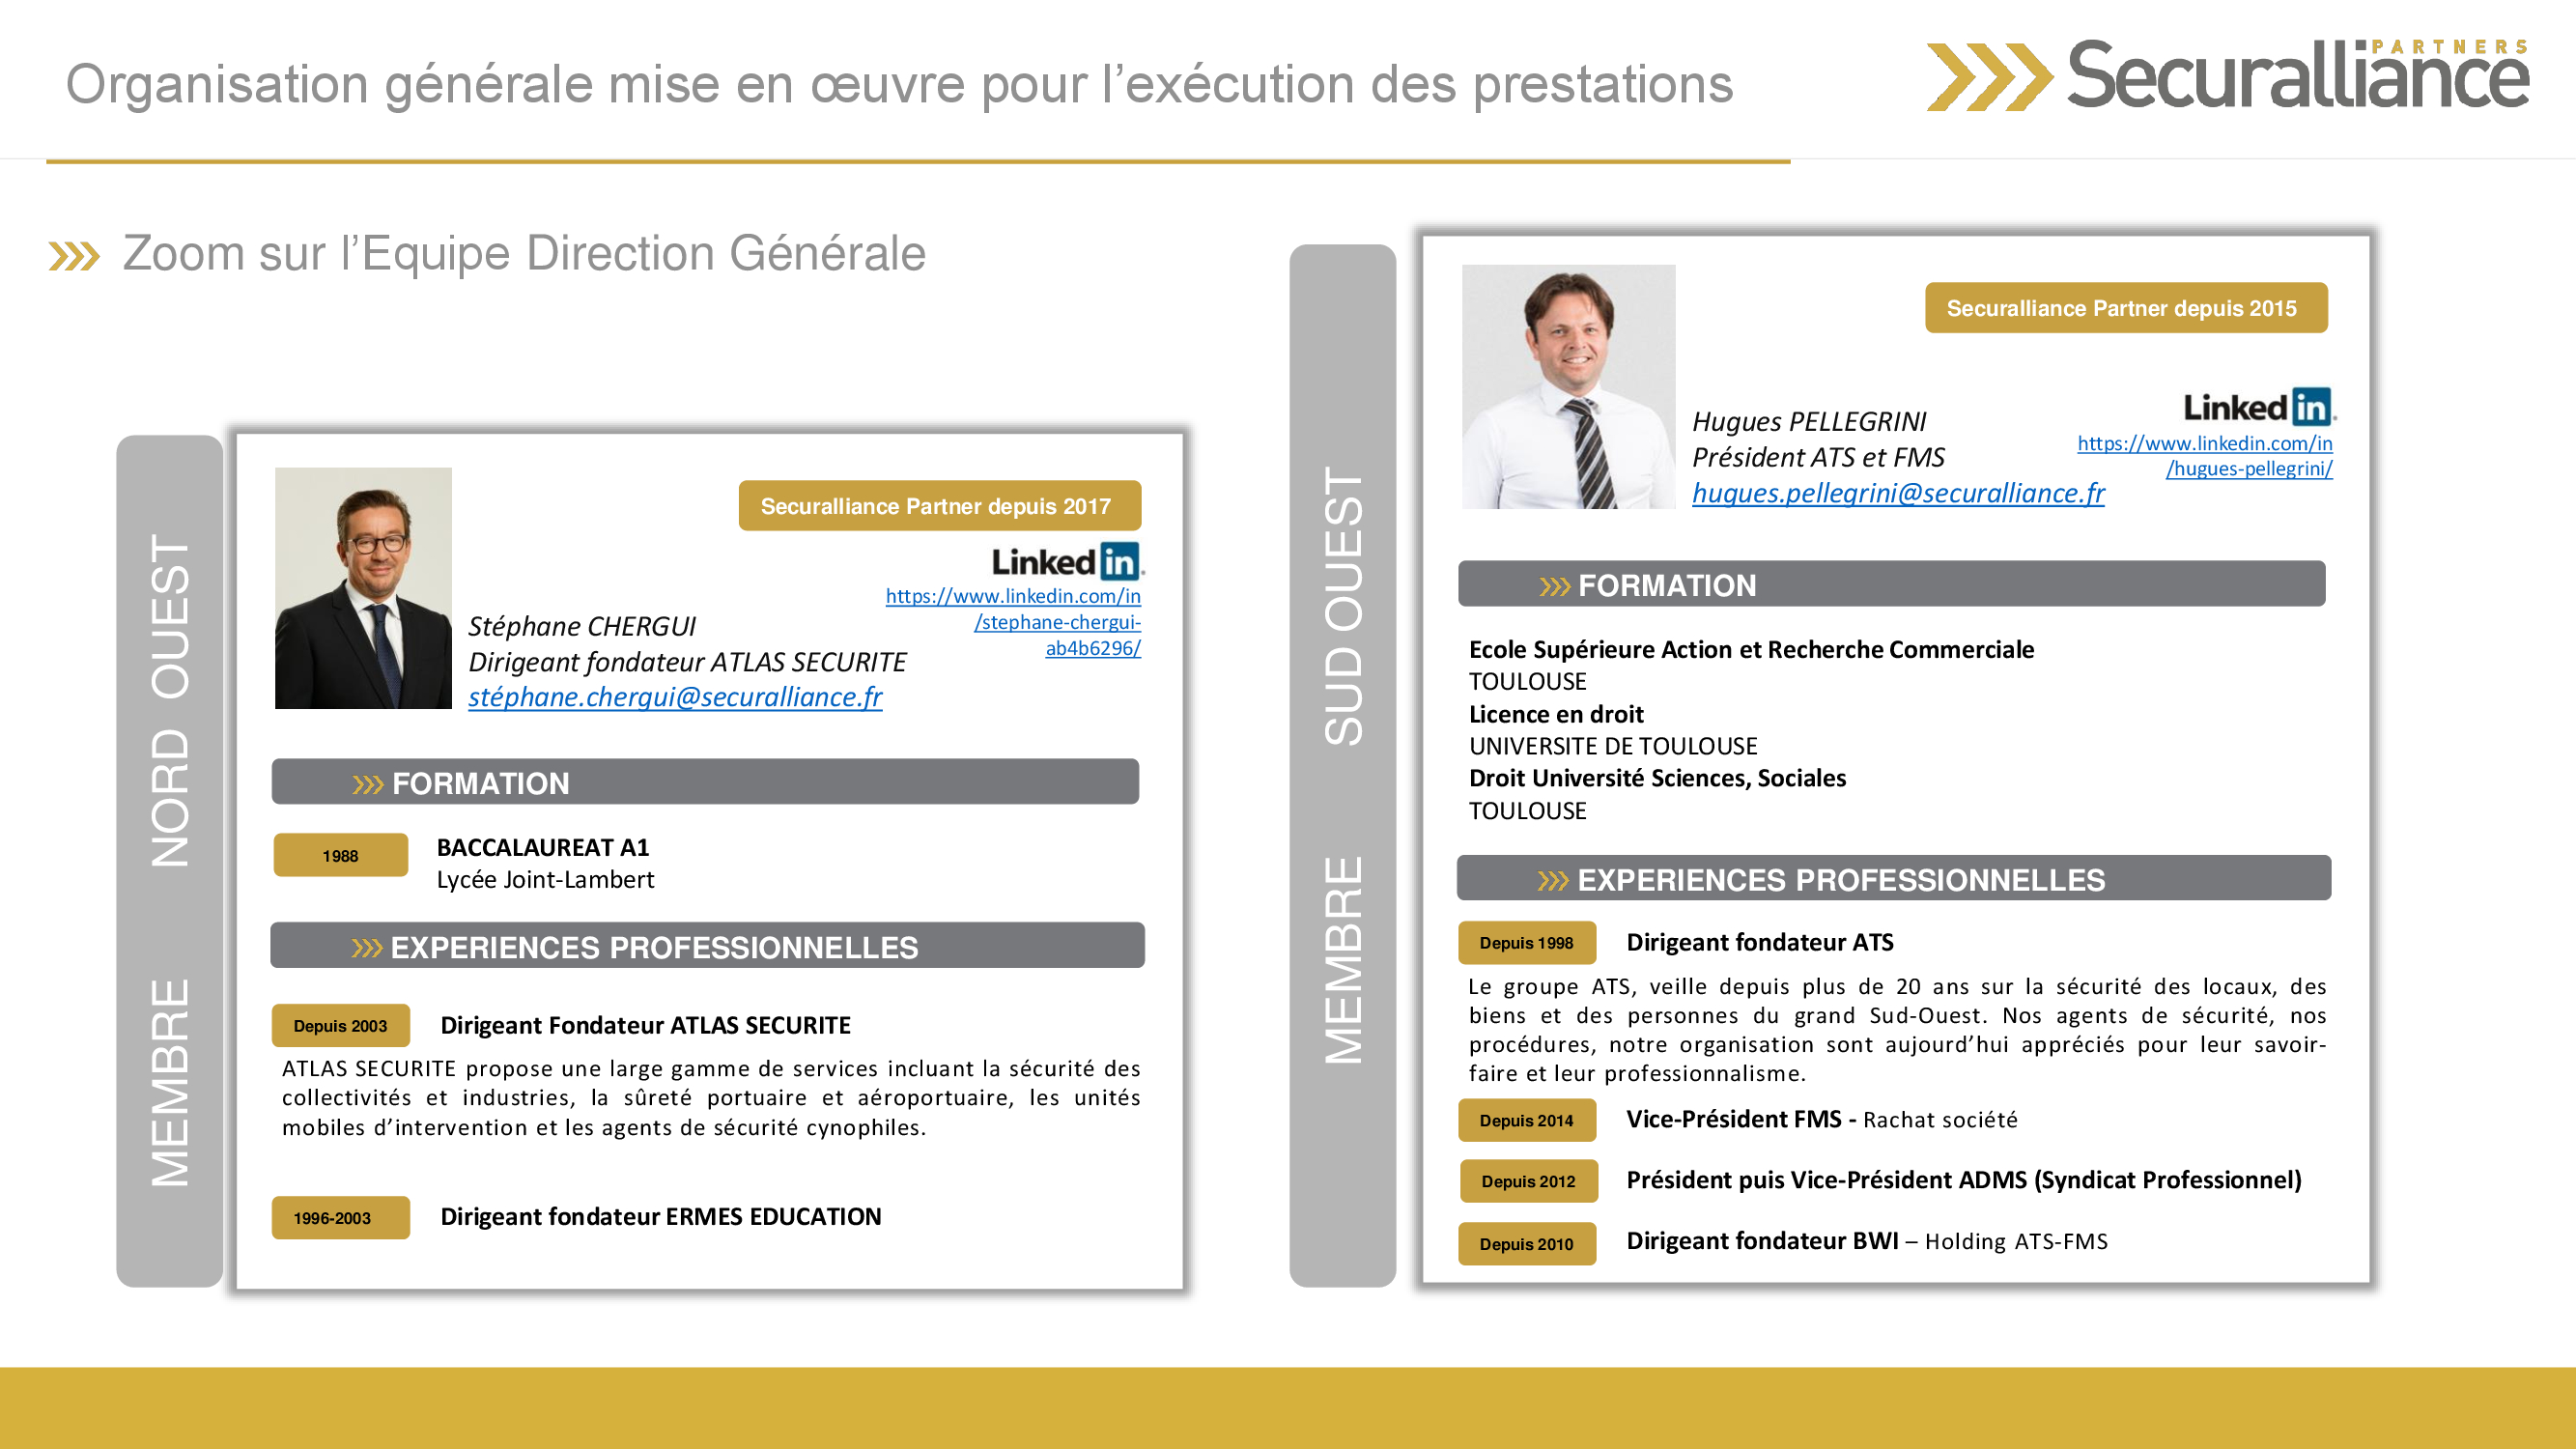 Organisation générale mise en œuvre pour l’exécution des prestations
PARTNERS
Securalliance
Zoom sur l’Equipe Direction Générale
MEMBRE NORD OUEST
Securalliance Partner depuis 2017
Linked in
https://www.linkedin.com/in
/stephane-chergui-
ab4b6296/
Stéphane CHERGUI
Dirigeant fondateur ATLAS SECURITE
stéphane.chergui@securalliance.fr
FORMATION
1988
BACCALAUREAT A1
Lycée Joint-Lambert
EXPERIENCES PROFESSIONNELLES
Depuis 2003 Dirigeant Fondateur ATLAS SECURITE
ATLAS SECURITE propose une large gamme de services incluant la sécurité des
collectivités et industries, la sûreté portuaire et aéroportuaire, les unités
mobiles d’intervention et les agents de sécurité cynophiles.
1996-2003 Dirigeant fondateur ERMES EDUCATION
MEMBRE SUD OUEST
Securalliance Partner depuis 2015
Linked in
https://www.linkedin.com/in
/hugues-pellegrini/
Hugues PELLEGRINI
Président ATS et FMS
hugues.pellegrini@securalliance.fr
FORMATION
Ecole Supérieure Action et Recherche Commerciale
TOULOUSE
Licence en droit
UNIVERSITE DE TOULOUSE
Droit Université Sciences, Sociales
TOULOUSE
EXPERIENCES PROFESSIONNELLES
Depuis 1998 Dirigeant fondateur ATS
Le groupe ATS, veille depuis plus de 20 ans sur la sécurité des locaux, des
biens et des personnes du grand Sud-Ouest. Nos agents de sécurité, nos
procédures, notre organisation sont aujourd’hui appréciés pour leur savoir-
faire et leur professionnalisme.
Depuis 2014 Vice-Président FMS - Rachat société
Depuis 2012 Président puis Vice-Président ADMS (Syndicat Professionnel)
Depuis 2010 Dirigeant fondateur BWI – Holding ATS-FMS